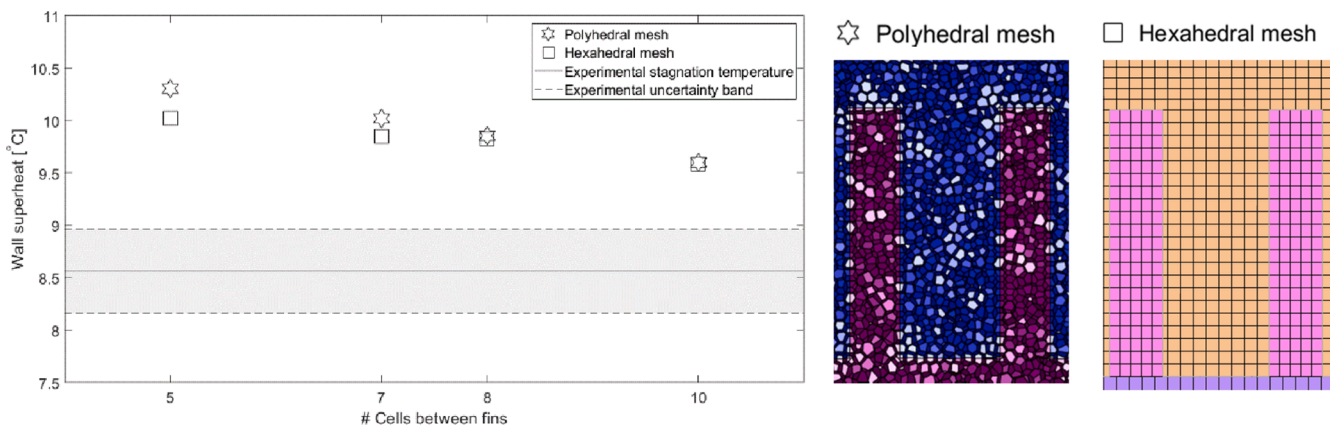 11
10.5
10
9.5
9
8.5
8
7.5
Wall superheat [°C]
5
7
8
10
# Cells between fins
Polyhedral mesh
Hexahedral mesh
Experimental stagnation temperature
Experimental uncertainty band
Polyhedral mesh
Hexahedral mesh